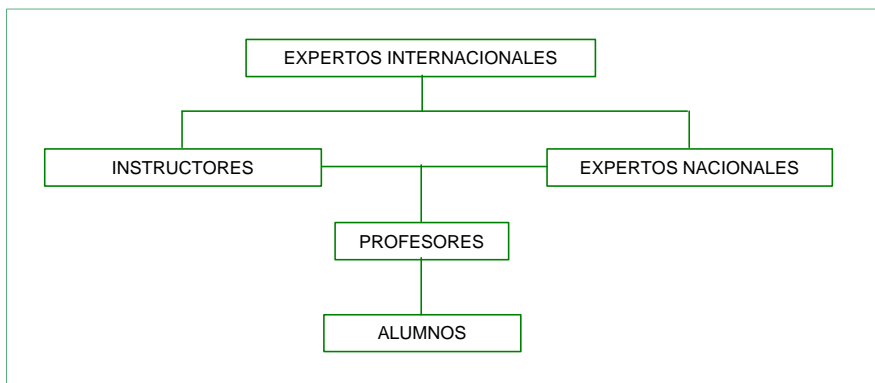 EXPERTOS INTERNACIONALES
INSTRUCTORES
EXPERTOS NACIONALES
PROFESORES
ALUMNOS